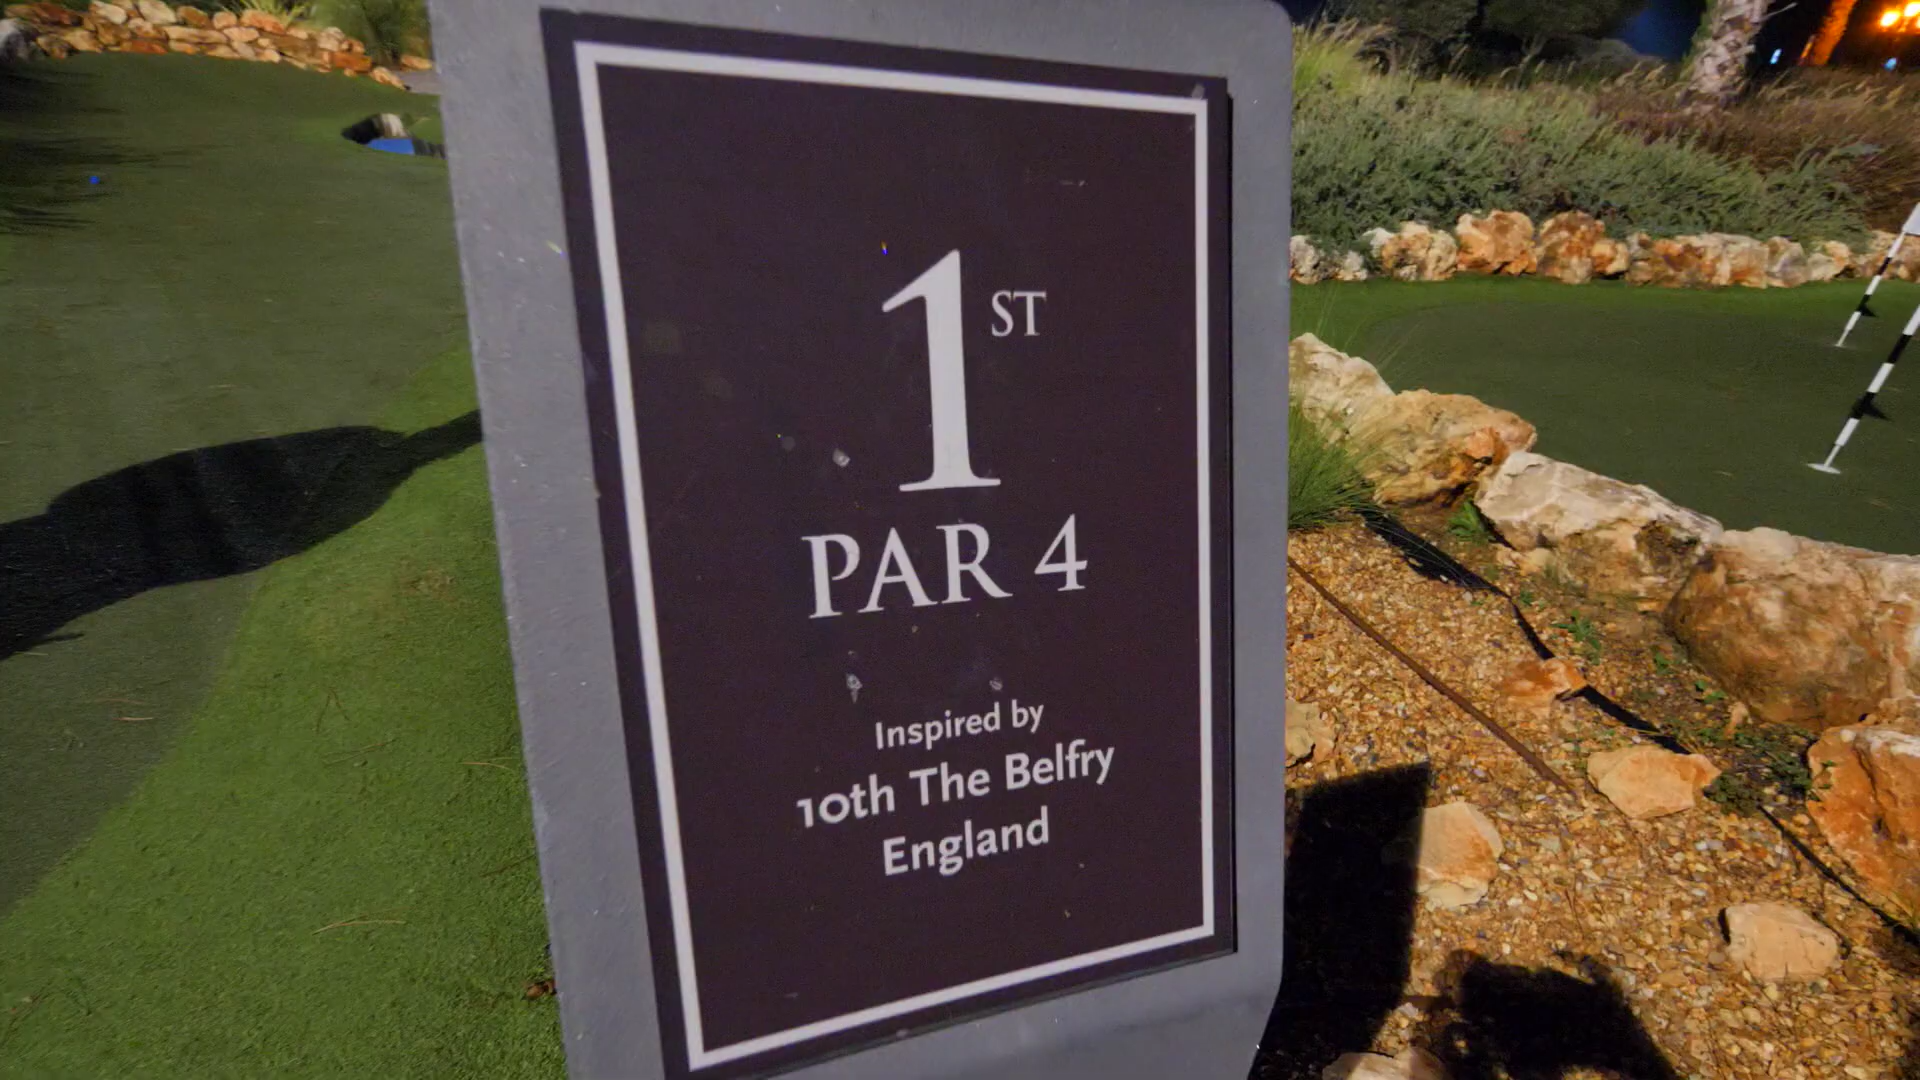 1ST
PAR 4
Inspired by
10th The Belfry
England